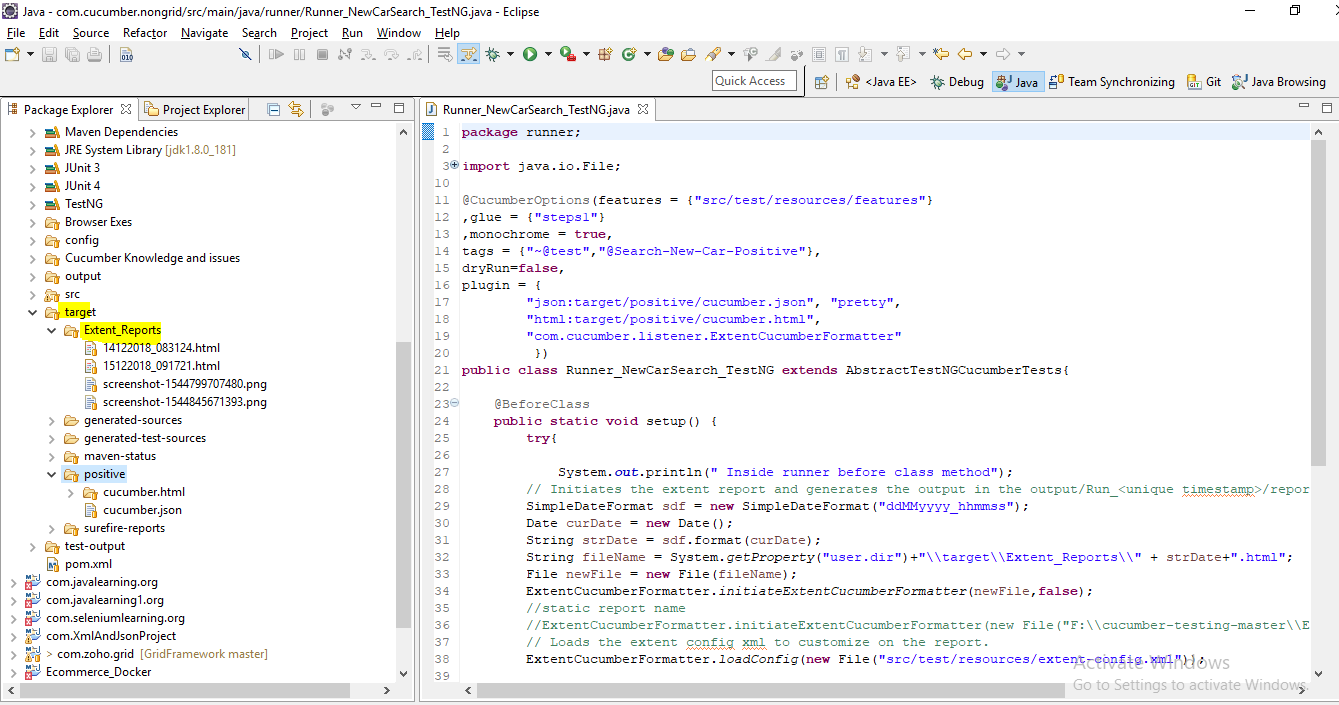 Java - com.cucumber.nongrid/src/main/java/runner/Runner_NewCarSearch_TestNG.java - Eclipse
File Edit Source Refactor Navigate Search Project Run Window Help
Quick Access <Java EE> Debug Java Team Synchronizing Git Java Browsing
Package Explorer Project Explorer
Maven Dependencies
JRE System Library [jdk1.8.0_181]
JUnit 3
JUnit 4
TestNG
Browser Exes
config
Cucumber Knowledge and issues
output
src
target
Extent_Reports
14122018_083124.html
15122018_091721.html
screenshot-1544799707480.png
screenshot-1544845671393.png
generated-sources
generated-test-sources
maven-status
positive
cucumber.html
cucumber.json
surefire-reports
test-output
pom.xml
com.javalearning.org
com.javalearning1.org
com.seleniumlearning.org
com.XmlAndJsonProject
> com.zoho.grid [GridFramework master]
Ecommerce_Docker
Runner_NewCarSearch_TestNG.java
1 package runner;
2
3 import java.io.File;
10
11 @CucumberOptions(features = {"src/test/resources/features"}
12 ,glue = {"steps1"}
13 ,monochrome = true,
14 tags = {"~@test","@Search-New-Car-Positive"},
15 dryRun=false,
16 plugin = {
17 "json:target/positive/cucumber.json", "pretty",
18 "html:target/positive/cucumber.html",
19 "com.cucumber.listener.ExtentCucumberFormatter"
20 })
21 public class Runner_NewCarSearch_TestNG extends AbstractTestNGCucumberTests{
22
23 @BeforeClass
24 public static void setup() {
25 try{
26
27 System.out.println(" Inside runner before class method");
28 // Initiates the extent report and generates the output in the output/Run_<unique timestamp>/repor
29 SimpleDateFormat sdf = new SimpleDateFormat("ddMMyyyy_hhmmss");
30 Date curDate = new Date();
31 String strDate = sdf.format(curDate);
32 String fileName = System.getProperty("user.dir")+"\\target\\Extent_Reports\\" + strDate+".html";
33 File newFile = new File(fileName);
34 ExtentCucumberFormatter.initiateExtentCucumberFormatter(newFile,false);
35 //static report name
36 //ExtentCucumberFormatter.initiateExtentCucumberFormatter(new File("F:\\cucumber-testing-master\\E
37 // Loads the extent config xml to customize on the report.
38 ExtentCucumberFormatter.loadConfig(new File("src/test/resources/extent-config.xml"));
39
Activate Windows
Go to Settings to activate Windows.